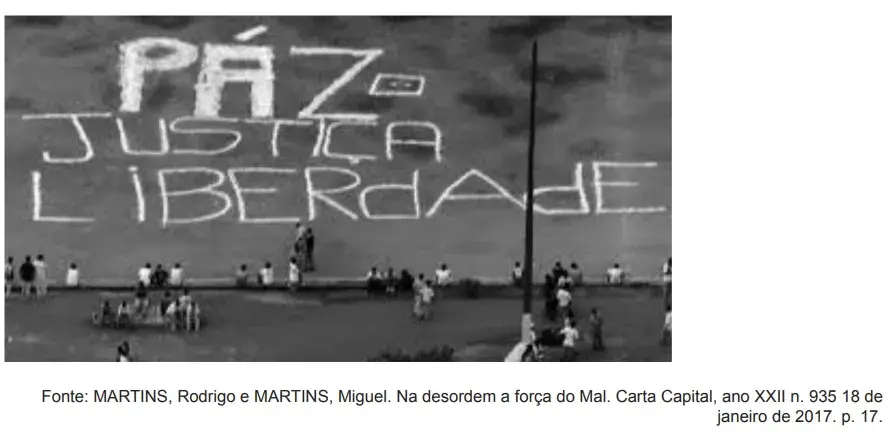 PÁZ-
JUSTIÇA
LIBERdAdE
Fonte: MARTINS, Rodrigo e MARTINS, Miguel. Na desordem a força do Mal. Carta Capital, ano XXII n. 935 18 de
janeiro de 2017. p. 17.